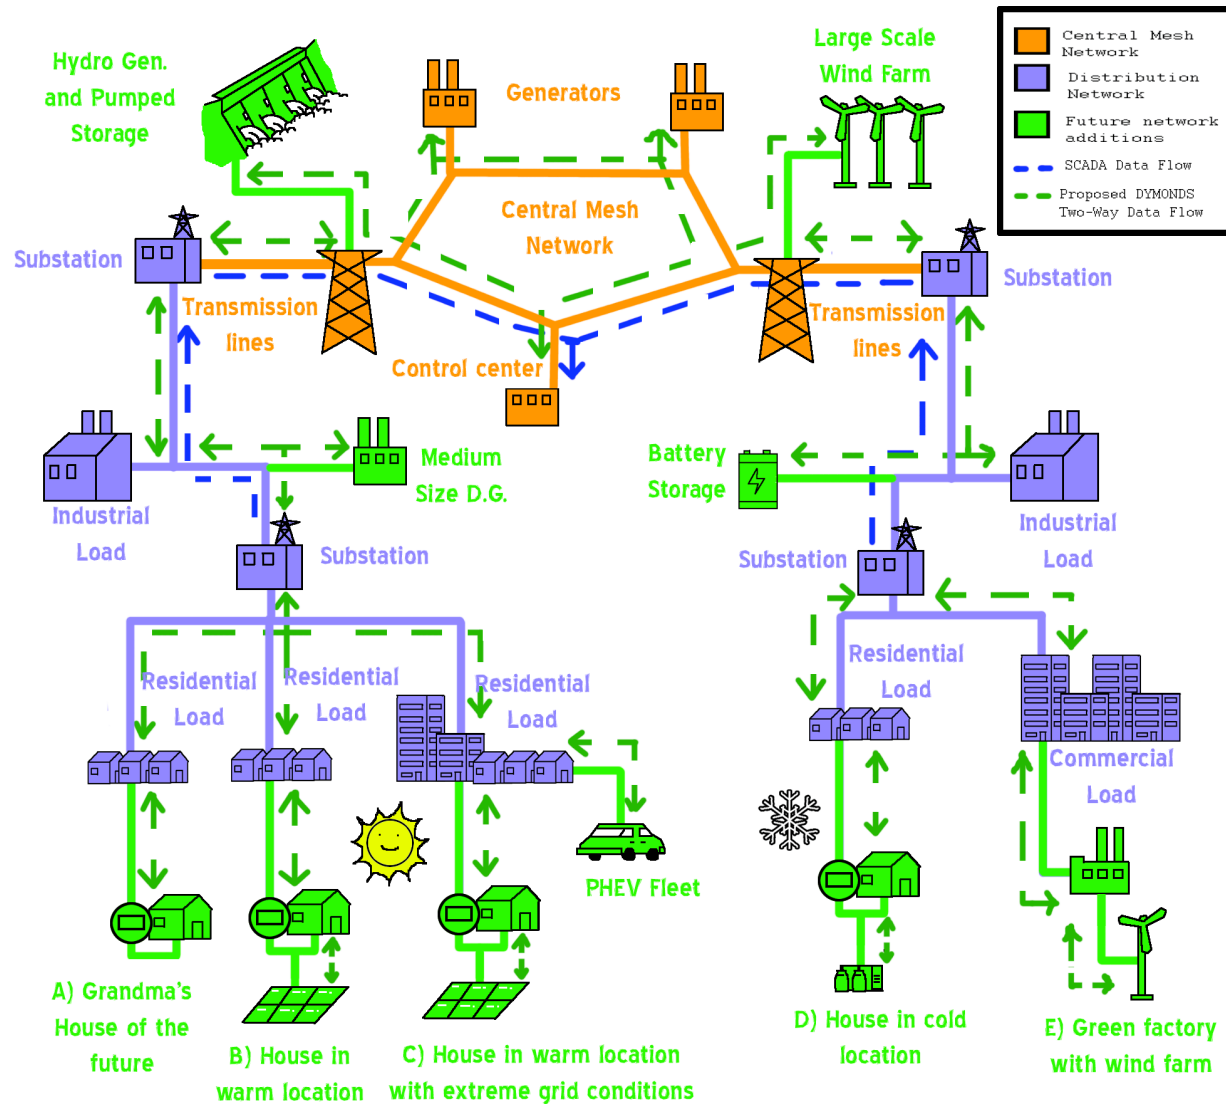 Hydro Gen.
and Pumped
Storage
Generators
Large Scale
Wind Farm
Central Mesh
Network
Distribution
Network
Future network
additions
SCADA Data Flow
Proposed DYMONDS
Two-Way Data Flow
Central Mesh
Network
Substation
Substation
Transmission
lines
Transmission
lines
Control center
Medium
Size D.G.
Battery
Storage
Industrial
Load
Industrial
Load
Substation
Substation
Residential
Load
Residential
Load
Residential
Load
Residential
Load
Commercial
Load
PHEV Fleet
A) Grandma's
House of the
future
B) House in
warm location
C) House in warm location
with extreme grid conditions
D) House in cold
location
E) Green factory
with wind farm